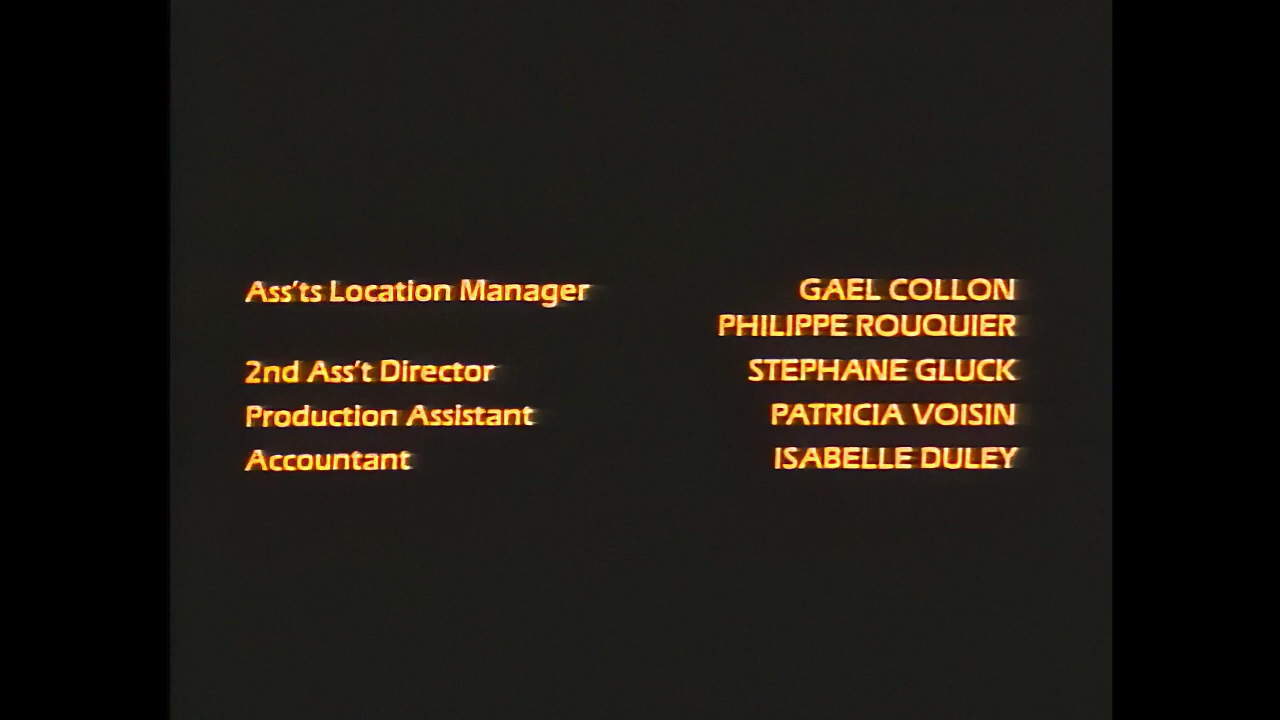 Ass'ts Location Manager GAEL COLLON
PHILIPPE ROUQUIER
2nd Ass't Director STEPHANE GLUCK
Production Assistant PATRICIA VOISIN
Accountant ISABELLE DULEY